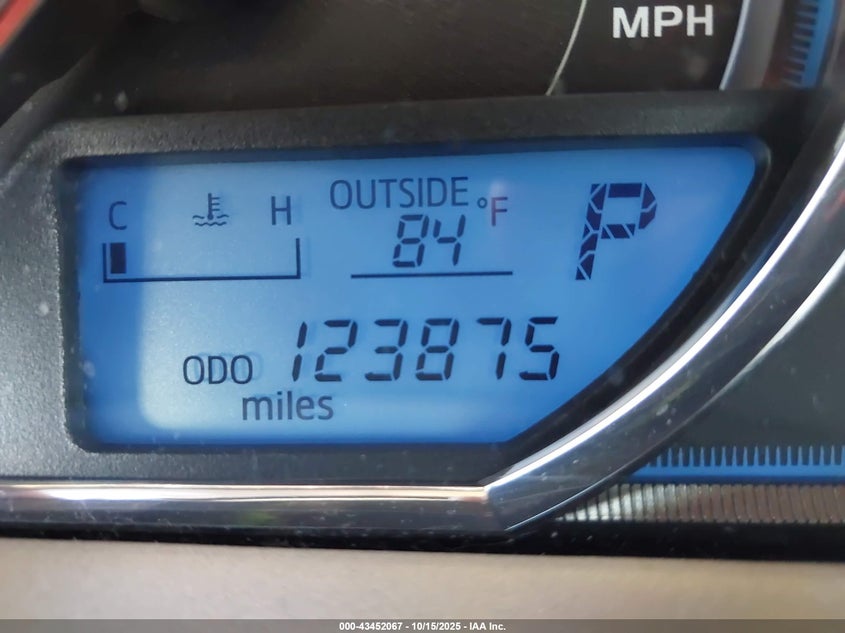 MPH
C H OUTSIDE °F P
84
ODO 123875
miles
000-43452067 - 10/15/2025 - IAA Inc.